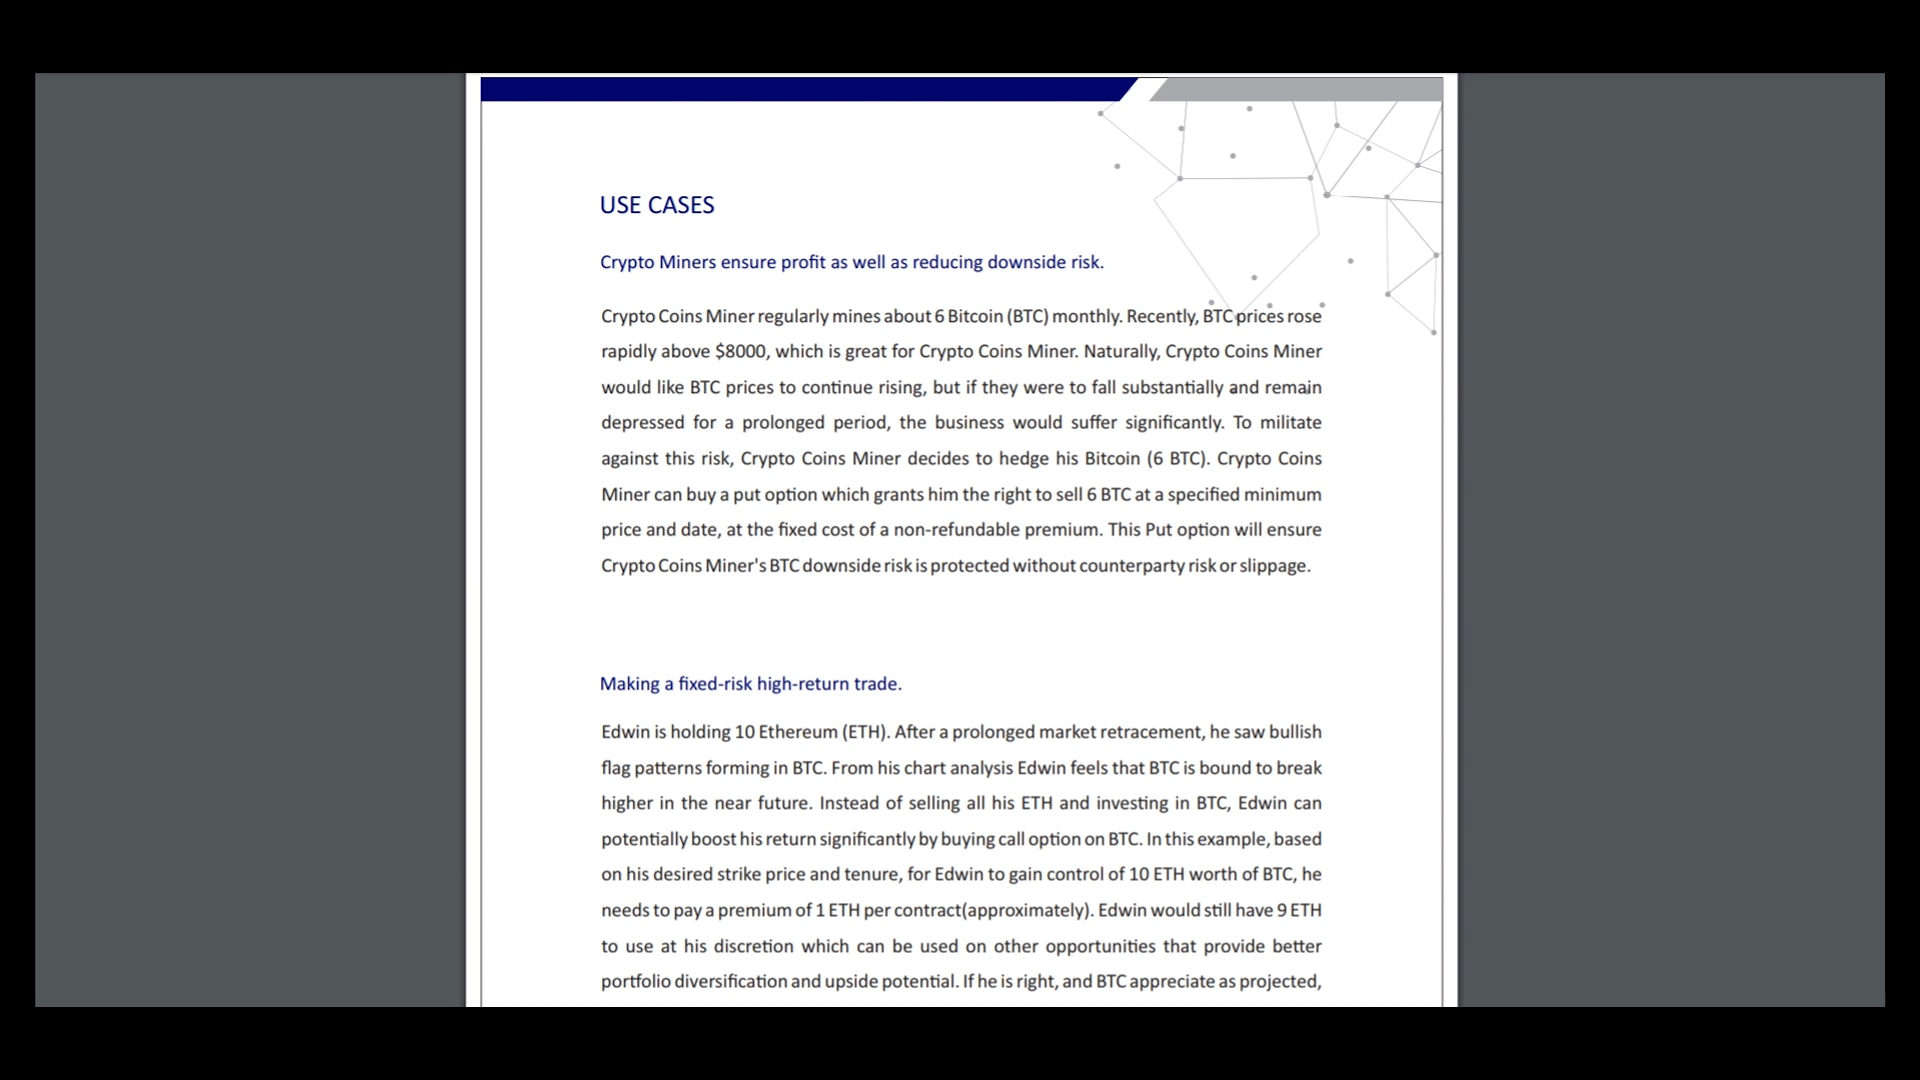 USE CASES
Crypto Miners ensure profit as well as reducing downside risk.
Crypto Coins Miner regularly mines about 6 Bitcoin (BTC) monthly. Recently, BTC prices rose
rapidly above $8000, which is great for Crypto Coins Miner. Naturally, Crypto Coins Miner
would like BTC prices to continue rising, but if they were to fall substantially and remain
depressed for a prolonged period, the business would suffer significantly. To militate
against this risk, Crypto Coins Miner decides to hedge his Bitcoin (6 BTC). Crypto Coins
Miner can buy a put option which grants him the right to sell 6 BTC at a specified minimum
price and date, at the fixed cost of a non-refundable premium. This Put option will ensure
Crypto Coins Miner's BTC downside risk is protected without counterparty risk or slippage.
Making a fixed-risk high-return trade.
Edwin is holding 10 Ethereum (ETH). After a prolonged market retracement, he saw bullish
flag patterns forming in BTC. From his chart analysis Edwin feels that BTC is bound to break
higher in the near future. Instead of selling all his ETH and investing in BTC, Edwin can
potentially boost his return significantly by buying call option on BTC. In this example, based
on his desired strike price and tenure, for Edwin to gain control of 10 ETH worth of BTC, he
needs to pay a premium of 1 ETH per contract(approximately). Edwin would still have 9 ETH
to use at his discretion which can be used on other opportunities that provide better
portfolio diversification and upside potential. If he is right, and BTC appreciate as projected,